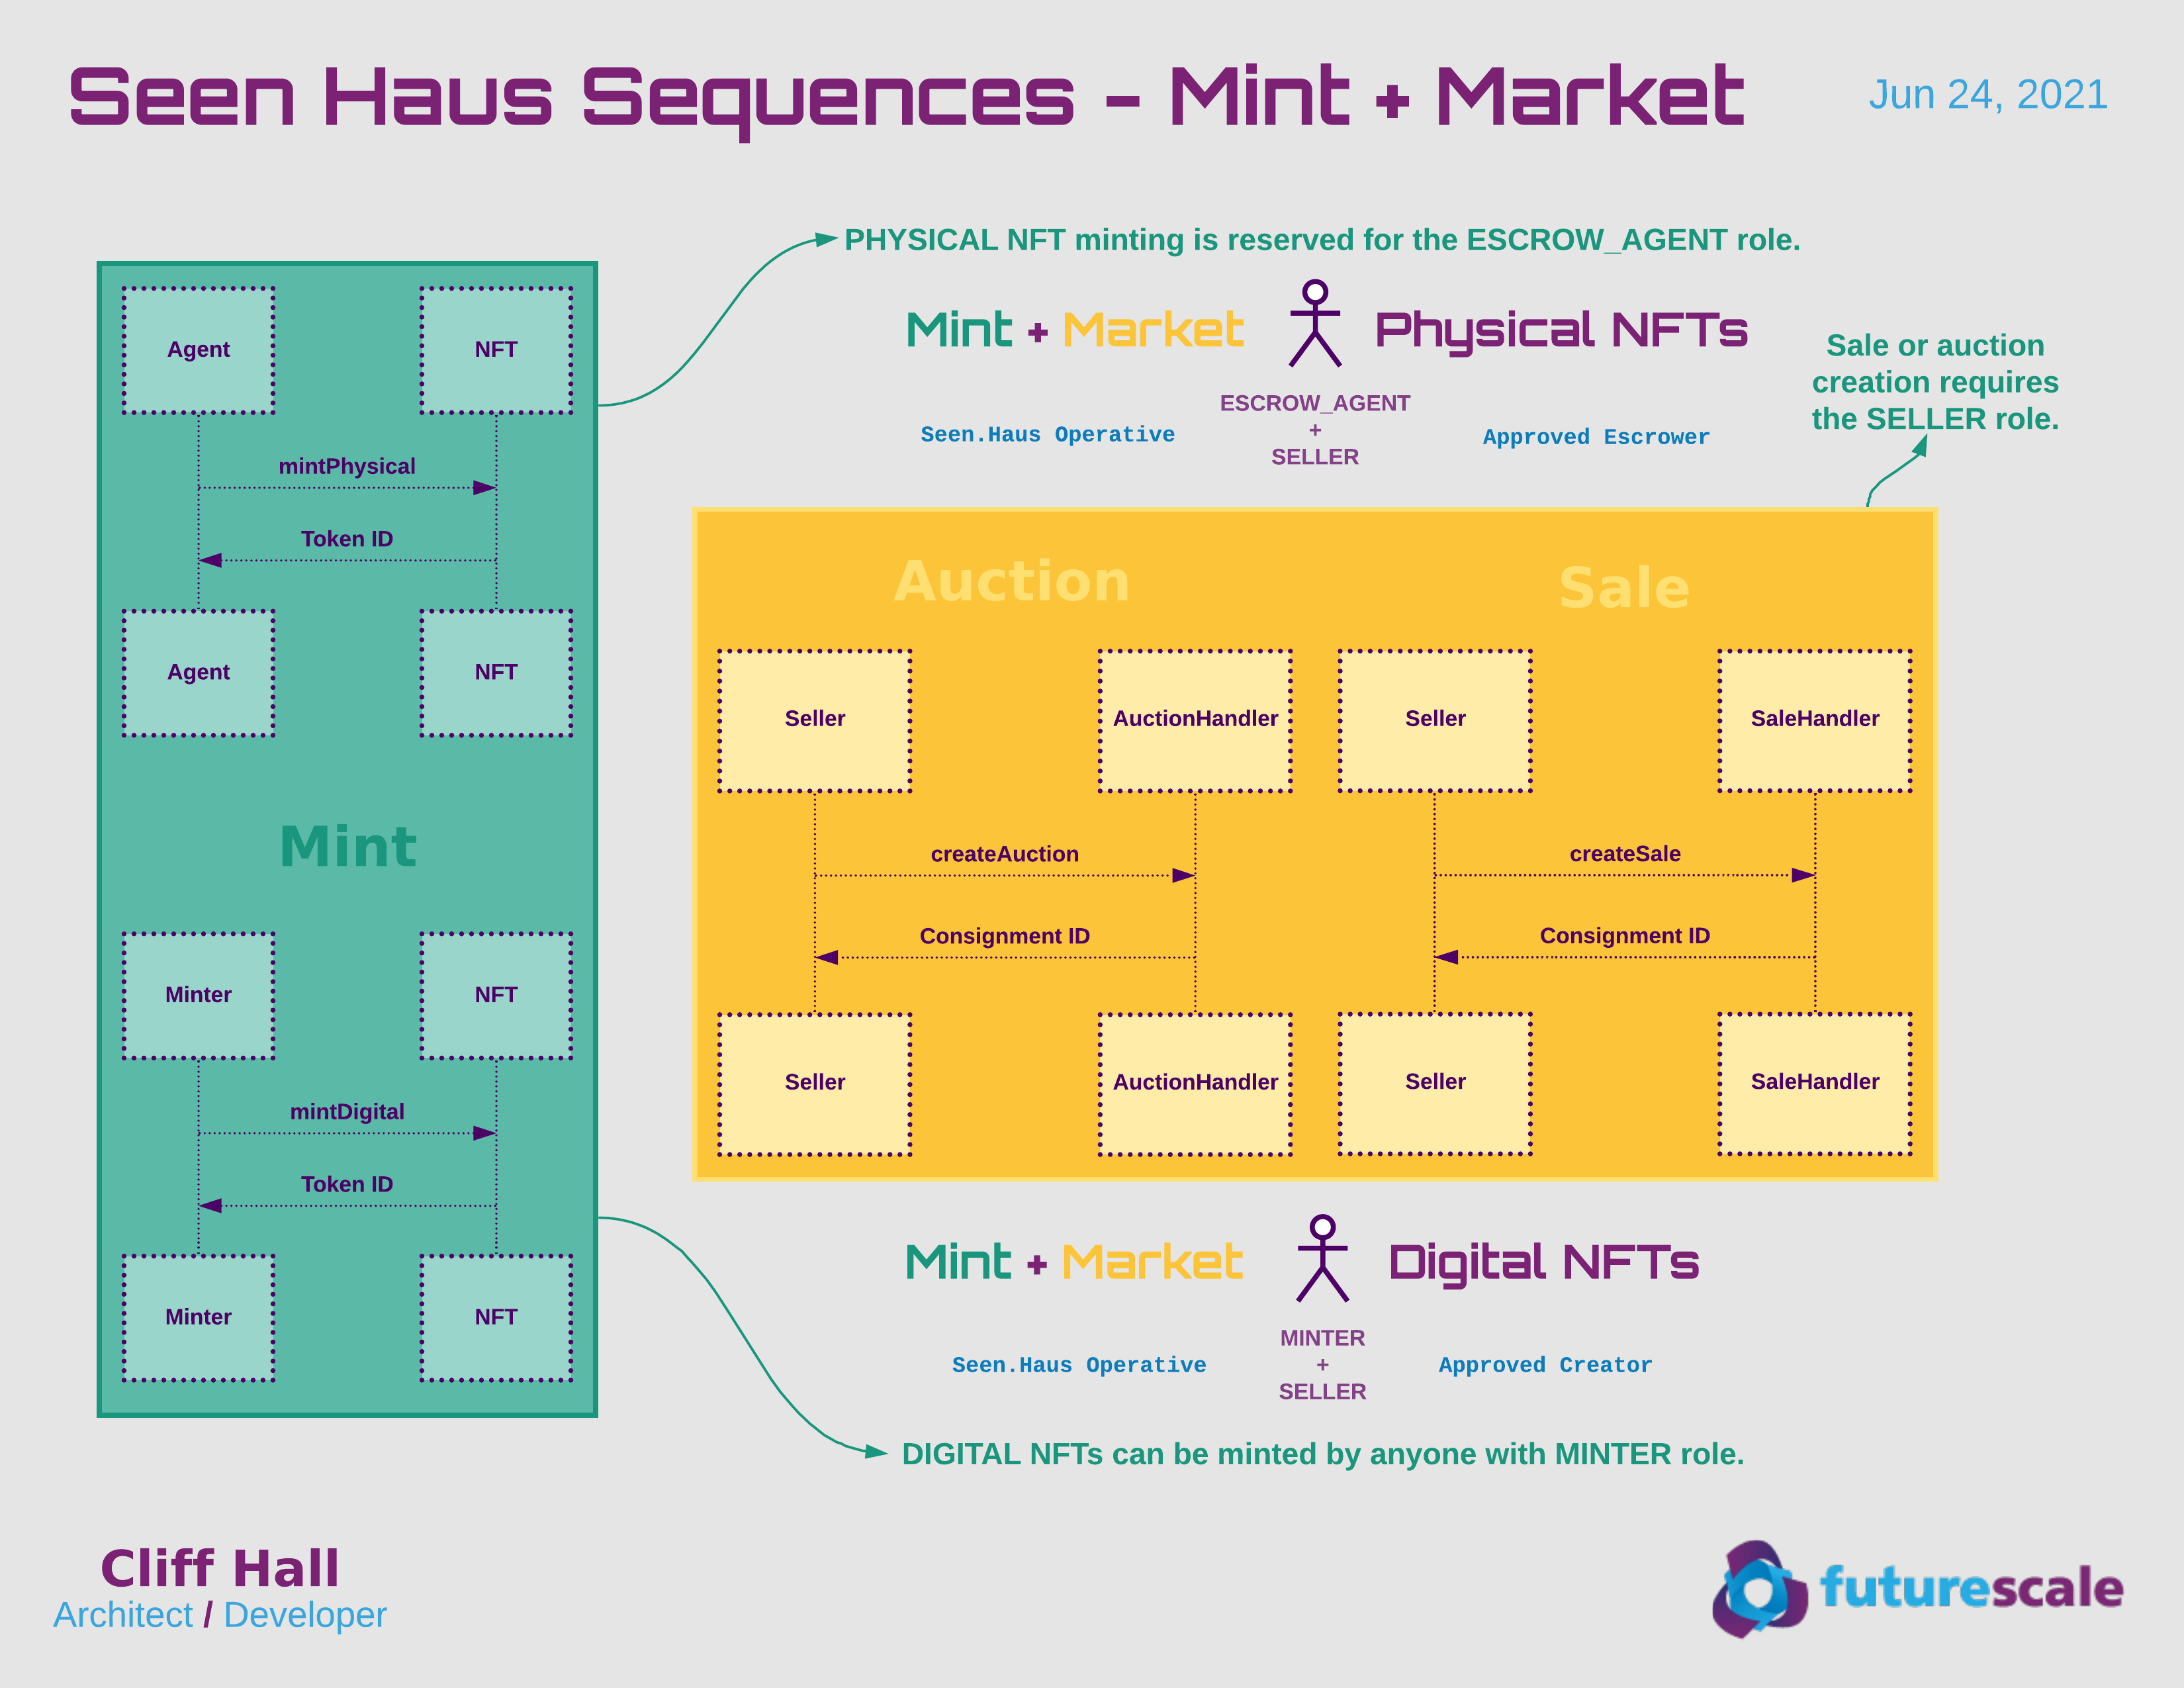 Seen Haus Sequences - Mint + Market
Jun 24, 2021
PHYSICAL NFT minting is reserved for the ESCROW_AGENT role.
Mint + Market
Physical NFTs
ESCROW_AGENT
+
SELLER
Seen.Haus Operative
Approved Escrower
Sale or auction
creation requires
the SELLER role.
Agent
NFT
mintPhysical
Token ID
Agent
NFT
Mint
Minter
NFT
mintDigital
Token ID
Minter
NFT
Auction
Seller
AuctionHandler
createAuction
Consignment ID
Seller
AuctionHandler
Sale
Seller
SaleHandler
createSale
Consignment ID
Seller
SaleHandler
Mint + Market
Digital NFTs
MINTER
+
SELLER
Seen.Haus Operative
Approved Creator
DIGITAL NFTs can be minted by anyone with MINTER role.
Cliff Hall
Architect / Developer
futurescale